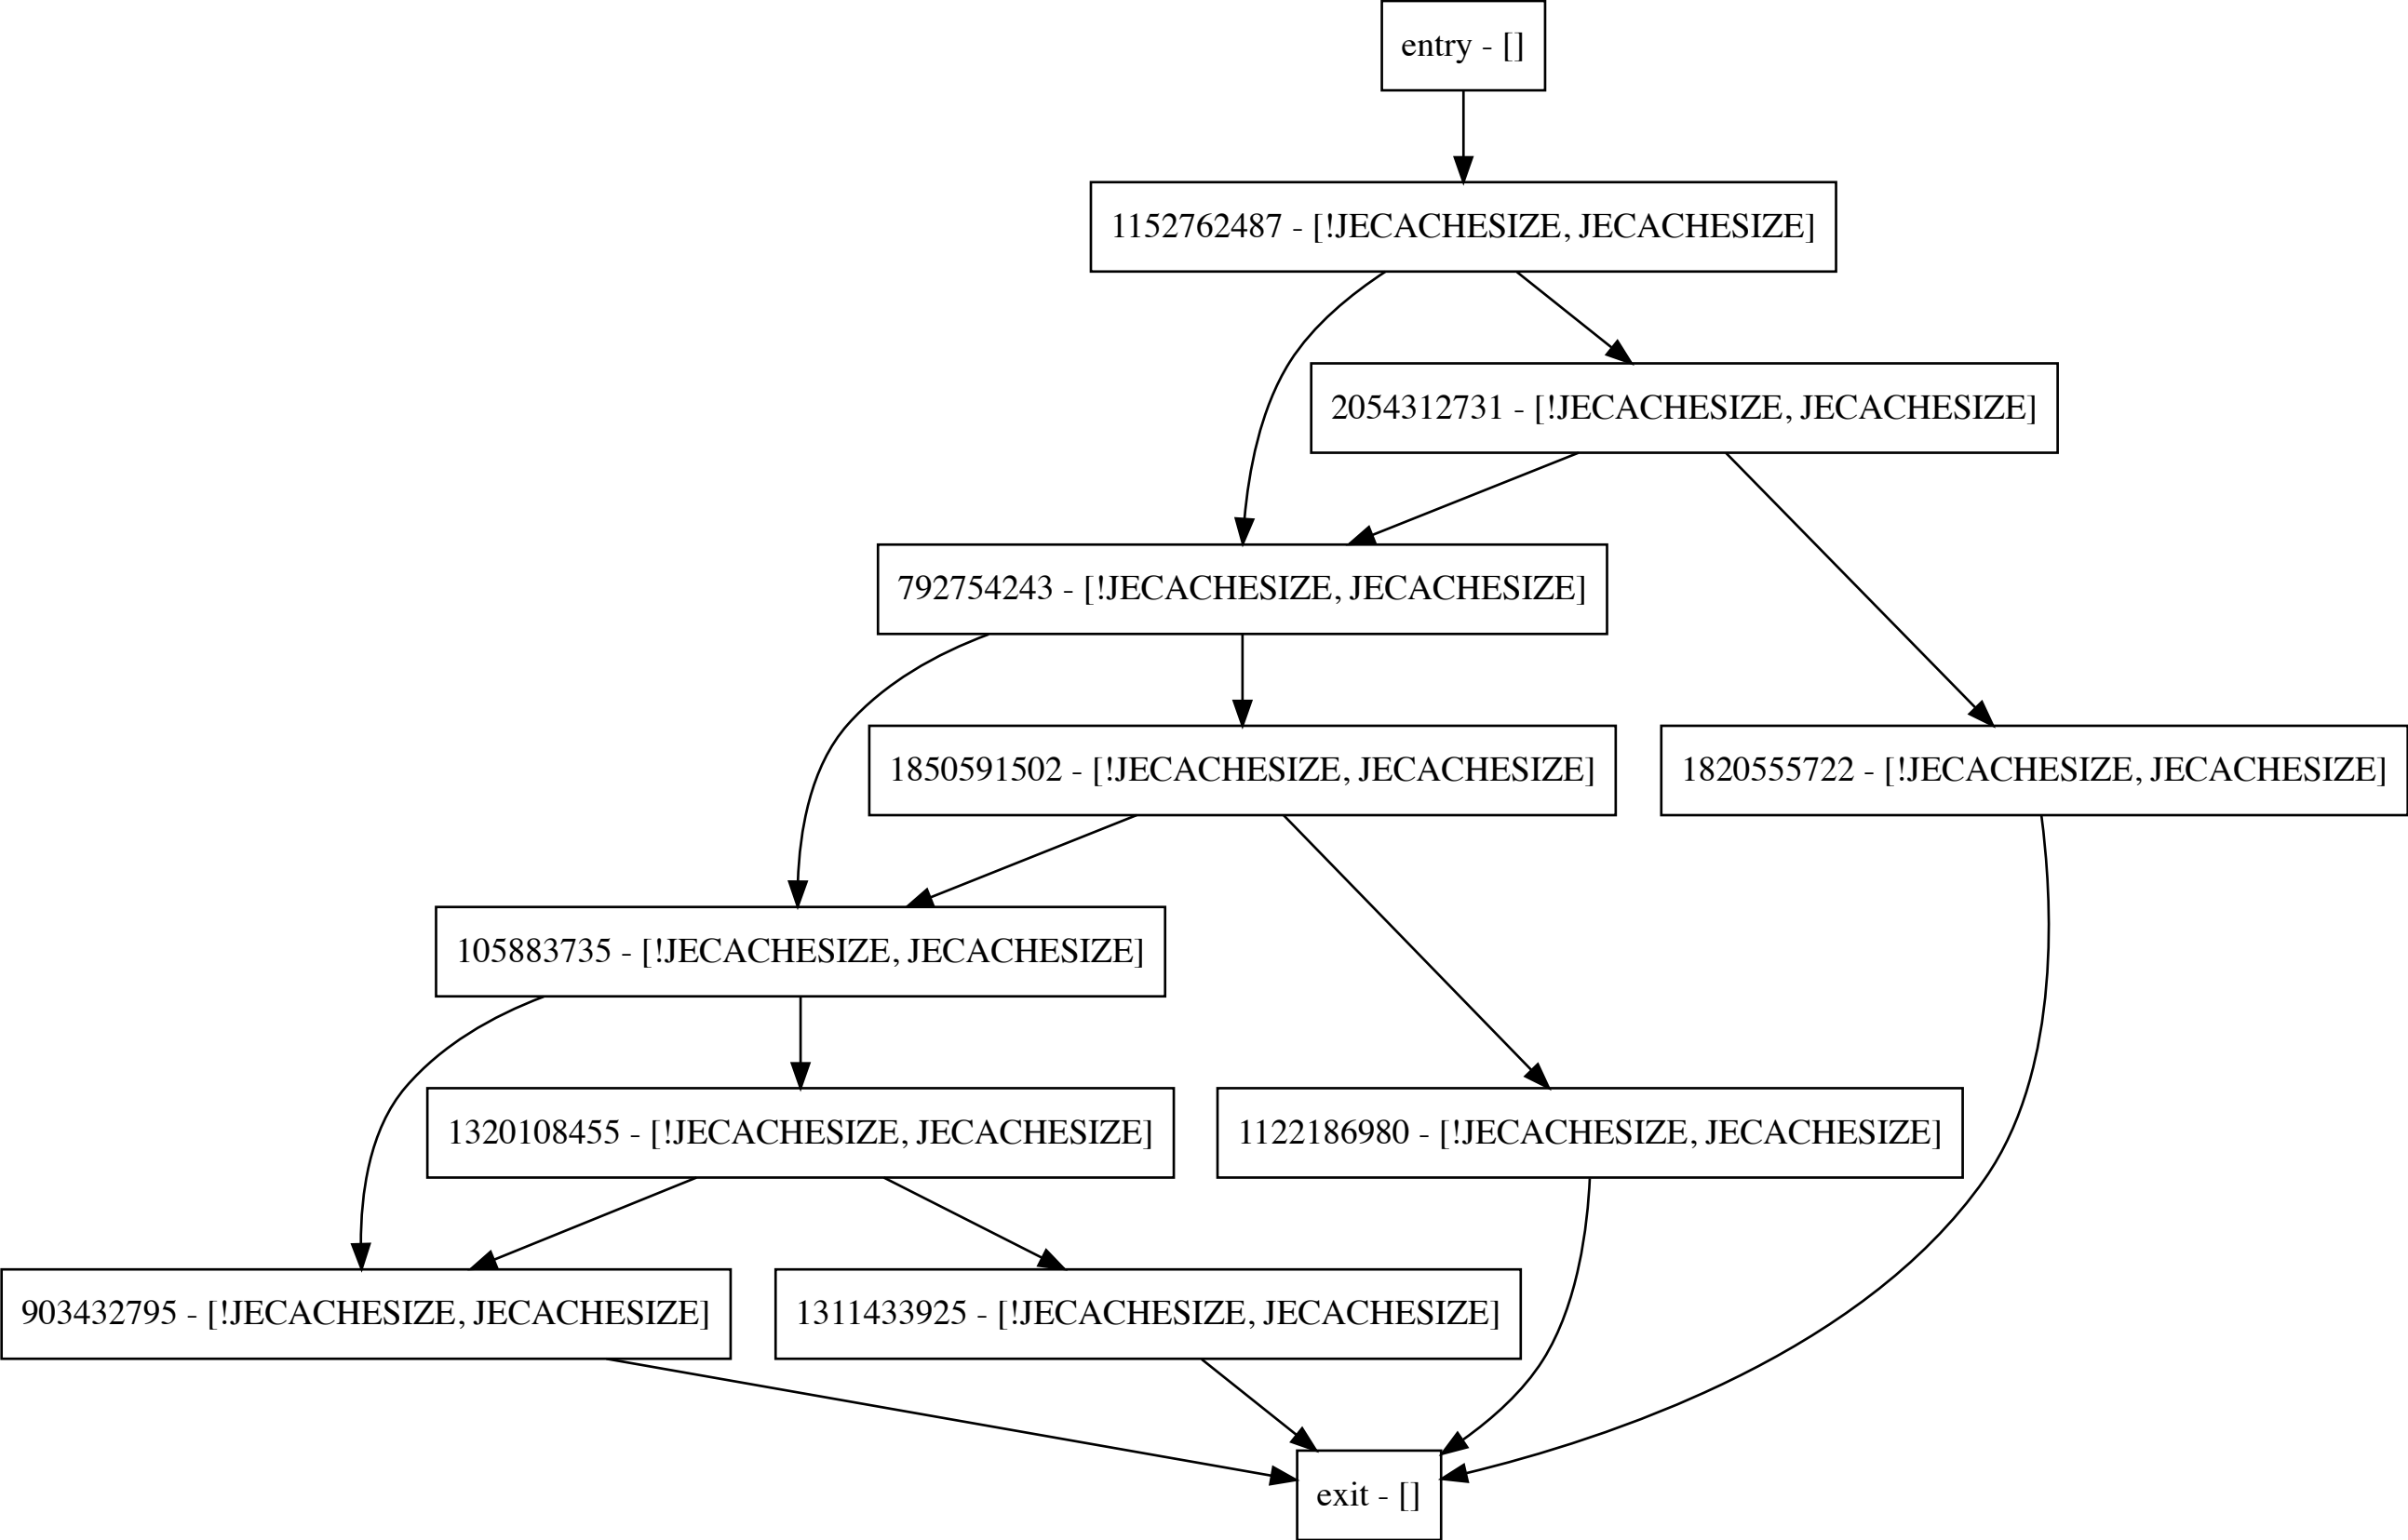 entry - []
1152762487 - [!JECACHESIZE, JECACHESIZE]
2054312731 - [!JECACHESIZE, JECACHESIZE]
792754243 - [!JECACHESIZE, JECACHESIZE]
1850591502 - [!JECACHESIZE, JECACHESIZE]
1820555722 - [!JECACHESIZE, JECACHESIZE]
105883735 - [!JECACHESIZE, JECACHESIZE]
1320108455 - [!JECACHESIZE, JECACHESIZE]
1122186980 - [!JECACHESIZE, JECACHESIZE]
903432795 - [!JECACHESIZE, JECACHESIZE]
1311433925 - [!JECACHESIZE, JECACHESIZE]
exit - []